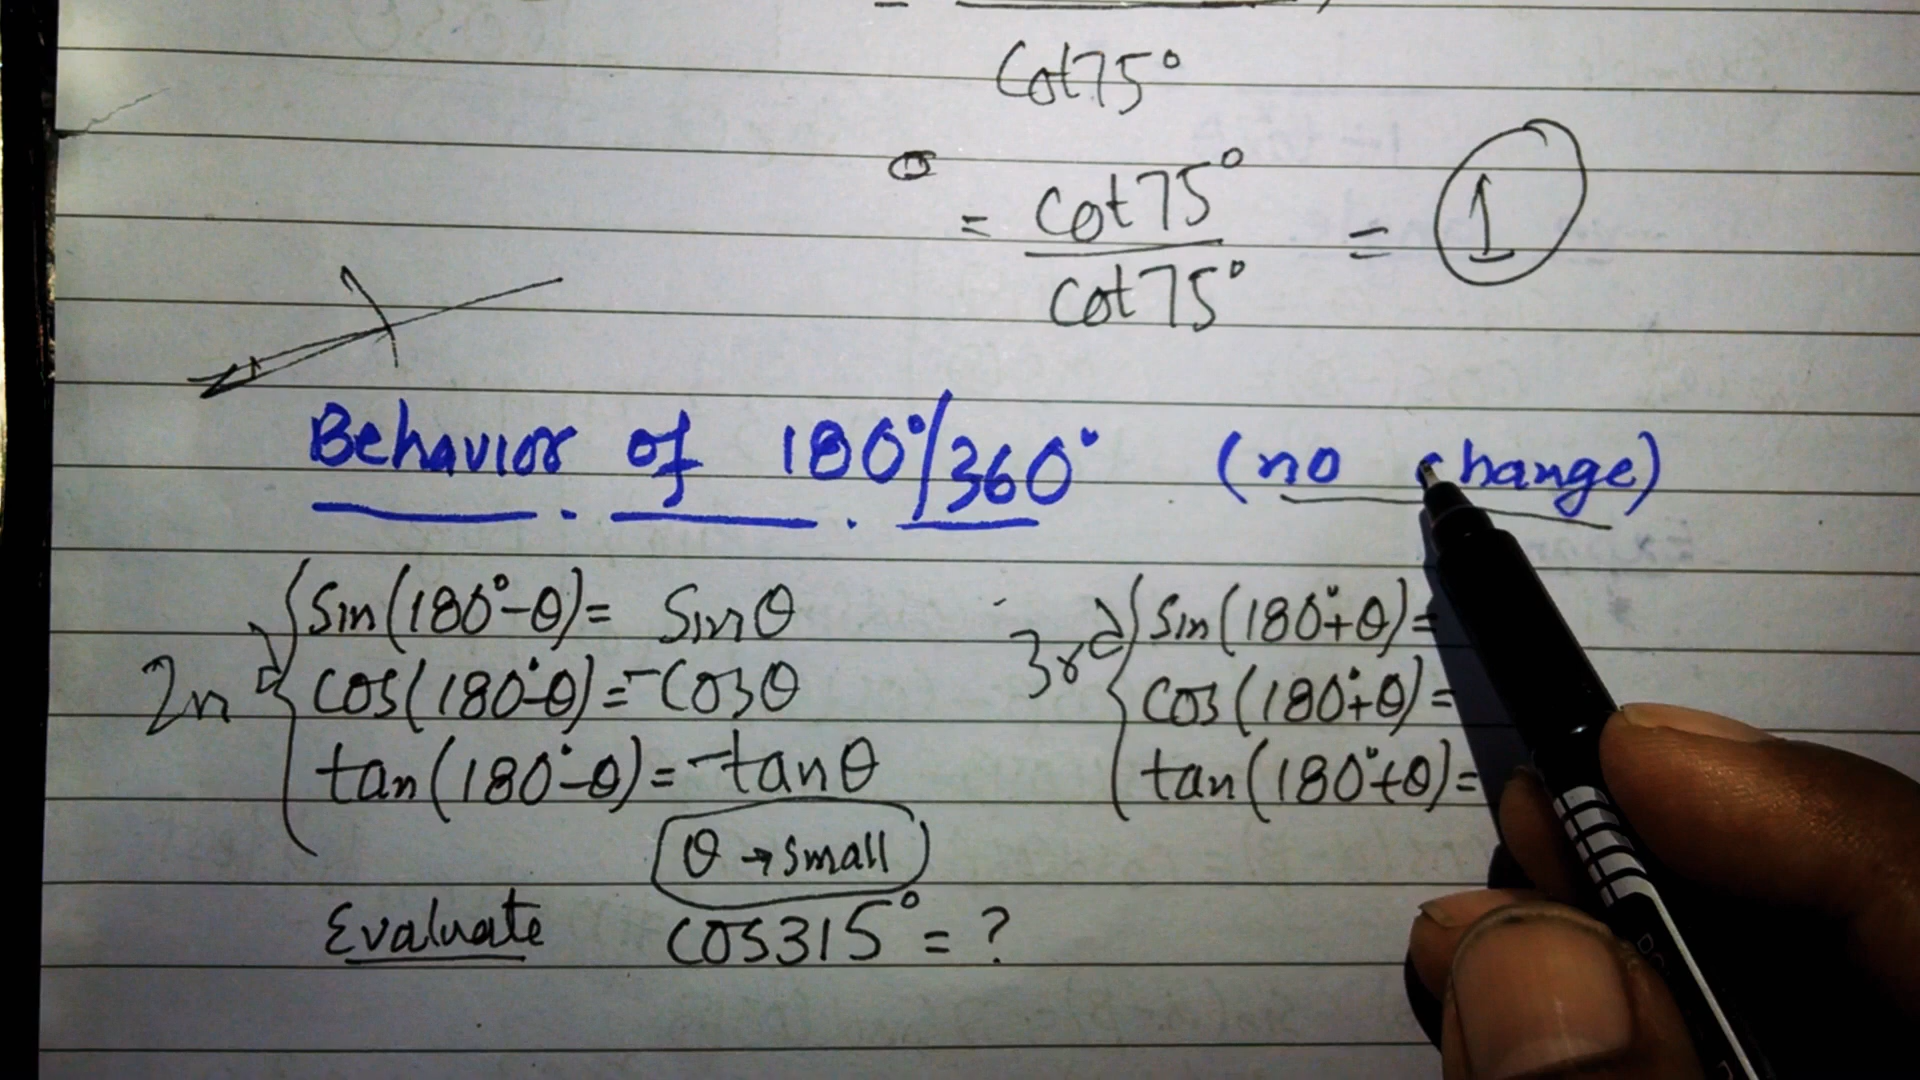 cot75°
= cot75° / cot75° = 1
Behavior of 180°/360° (no change)
2nd { sin(180°-θ)= sinθ
cos(180°-θ)=-cosθ
tan(180°-θ)=-tanθ
3rd { sin(180°+θ)=
cos(180°+θ)=
tan(180°+θ)=
θ → small
Evaluate cos315° = ?